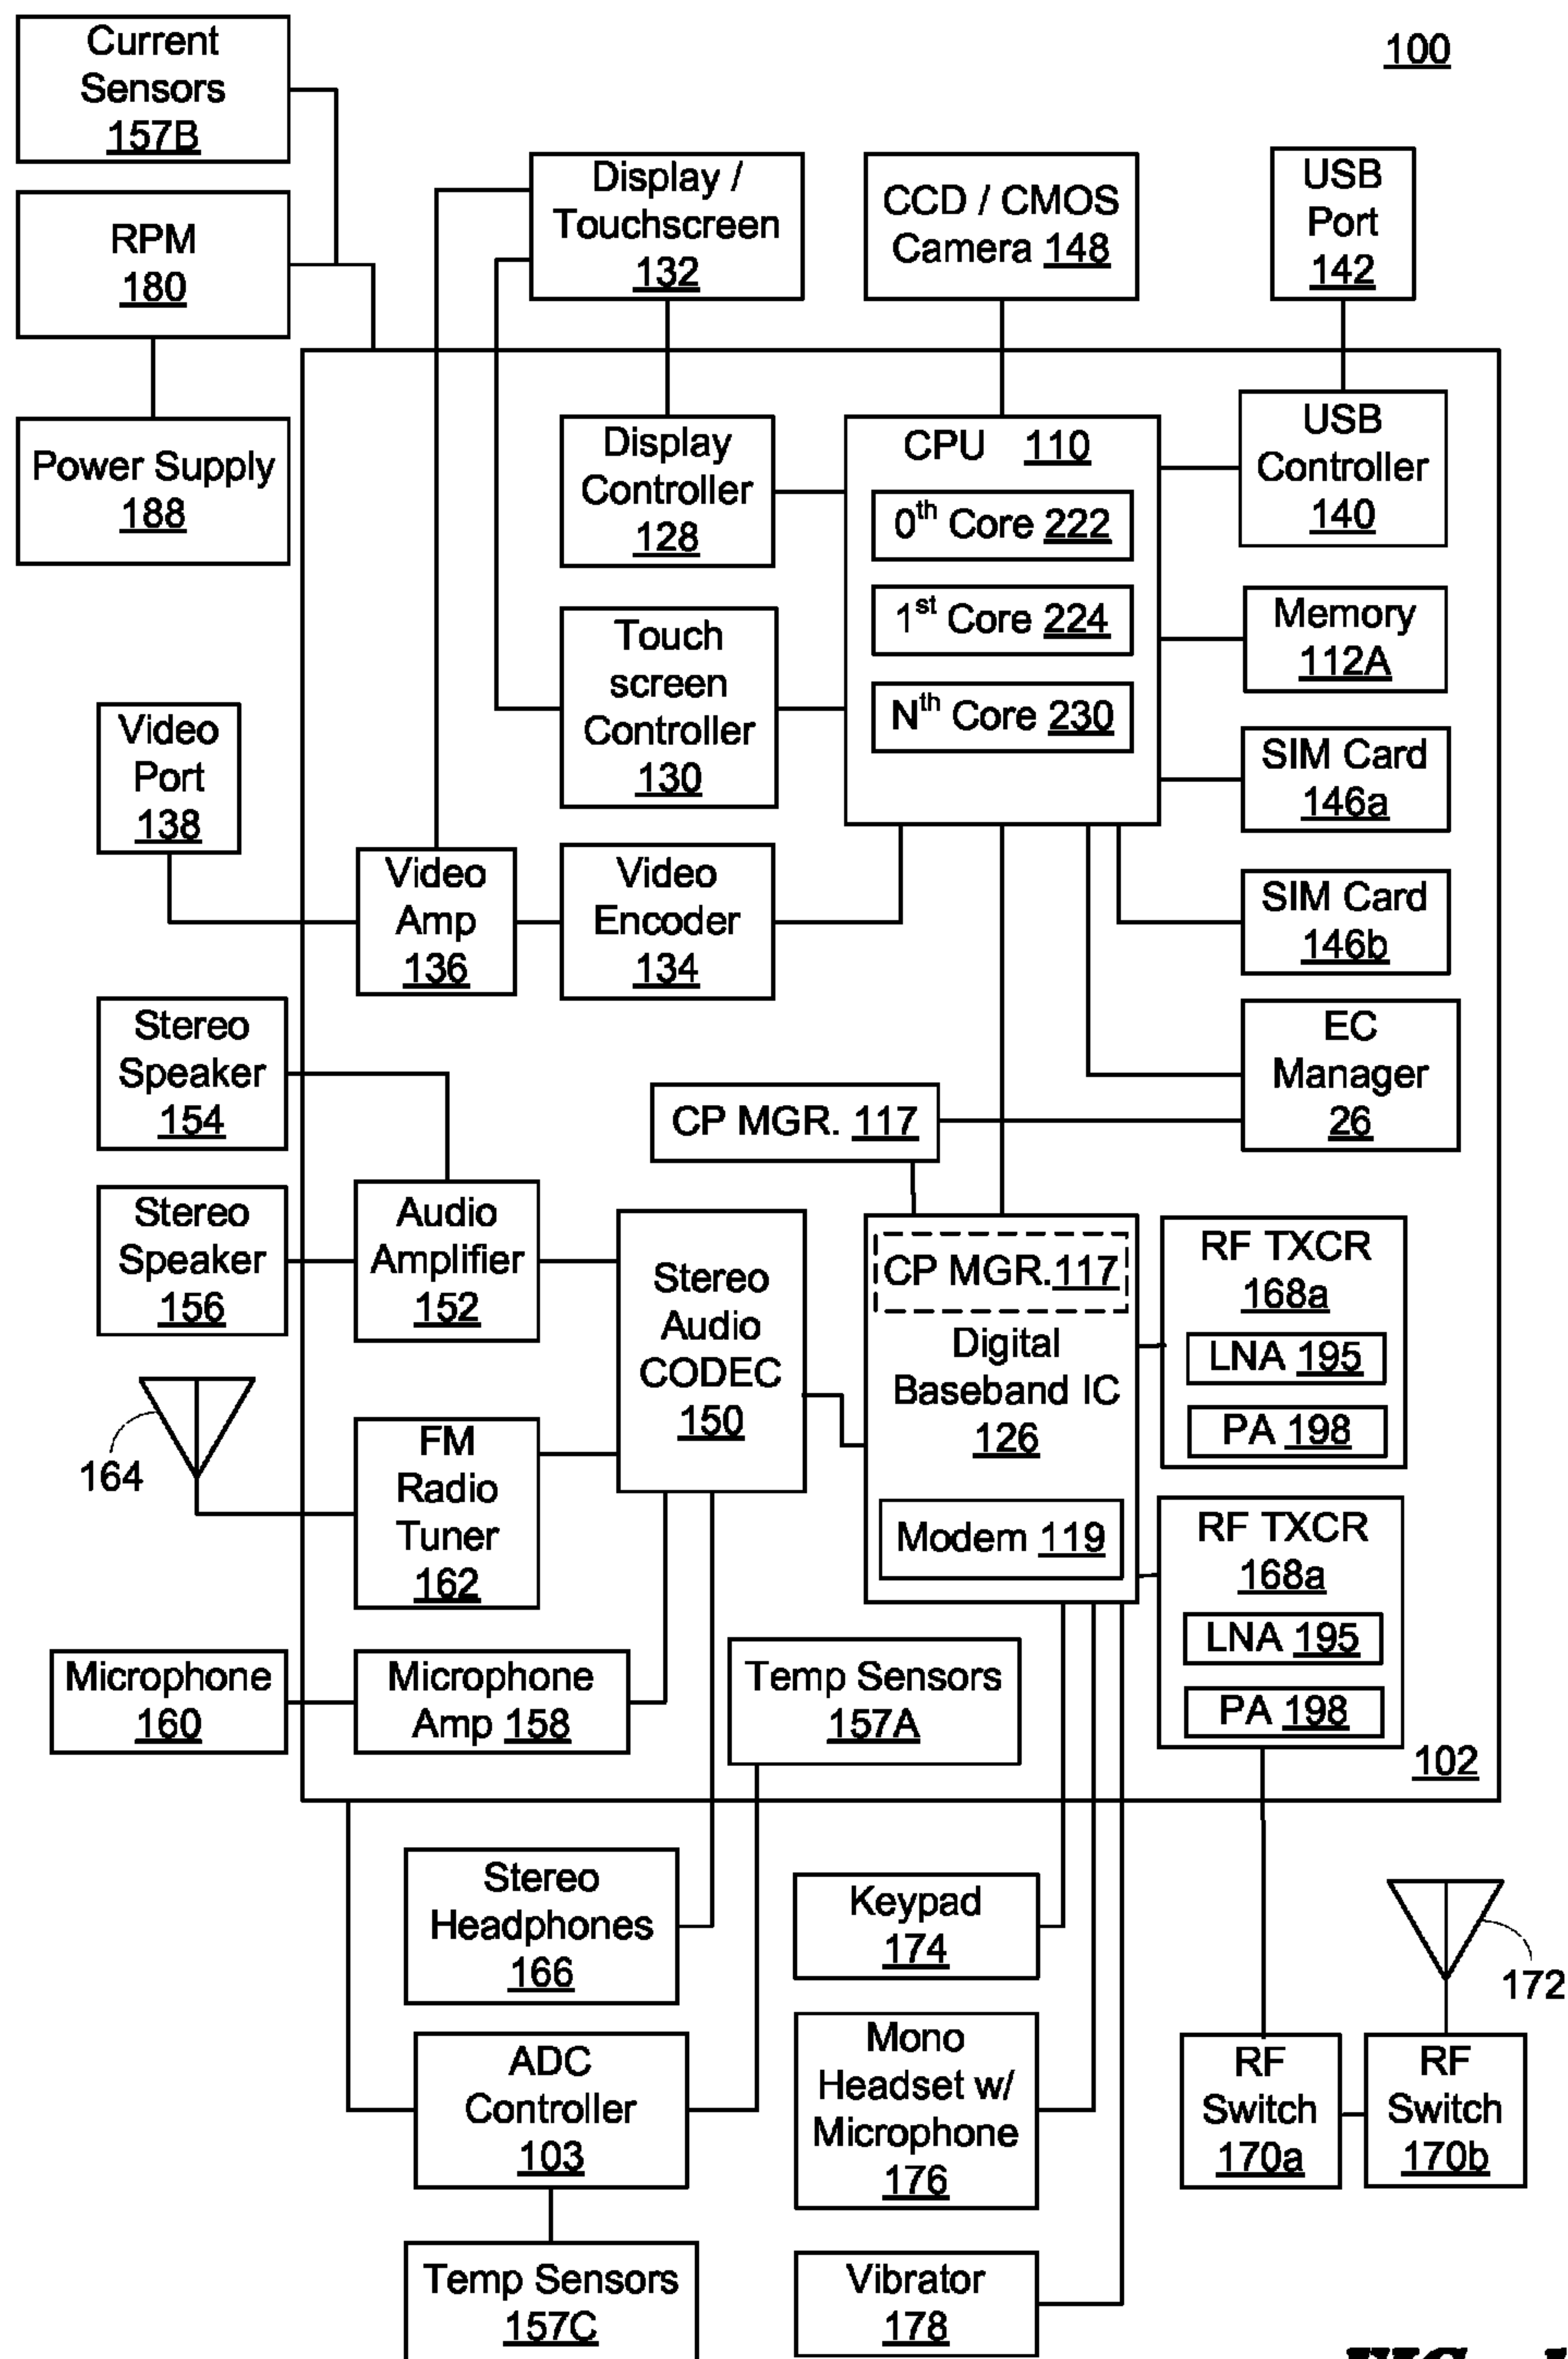 Current
Sensors
157B
100
RPM
180
Power Supply
188
Display /
Touchscreen
132
CCD / CMOS
Camera 148
USB
Port
142
Display
Controller
128
CPU 110
0th Core 222
1st Core 224
Nth Core 230
USB
Controller
140
Memory
112A
Touch
screen
Controller
130
SIM Card
146a
Video
Port
138
Video
Amp
136
Video
Encoder
134
SIM Card
146b
EC
Manager
26
Stereo
Speaker
154
CP MGR. 117
Stereo
Speaker
156
Audio
Amplifier
152
Stereo
Audio
CODEC
150
CP MGR.117
Digital
Baseband IC
126
Modem 119
RF TXCR
168a
LNA 195
PA 198
164
FM
Radio
Tuner
162
RF TXCR
168a
LNA 195
PA 198
Microphone
160
Microphone
Amp 158
Temp Sensors
157A
102
Stereo
Headphones
166
Keypad
174
172
ADC
Controller
103
Mono
Headset w/
Microphone
176
RF
Switch
170a
RF
Switch
170b
Temp Sensors
157C
Vibrator
178